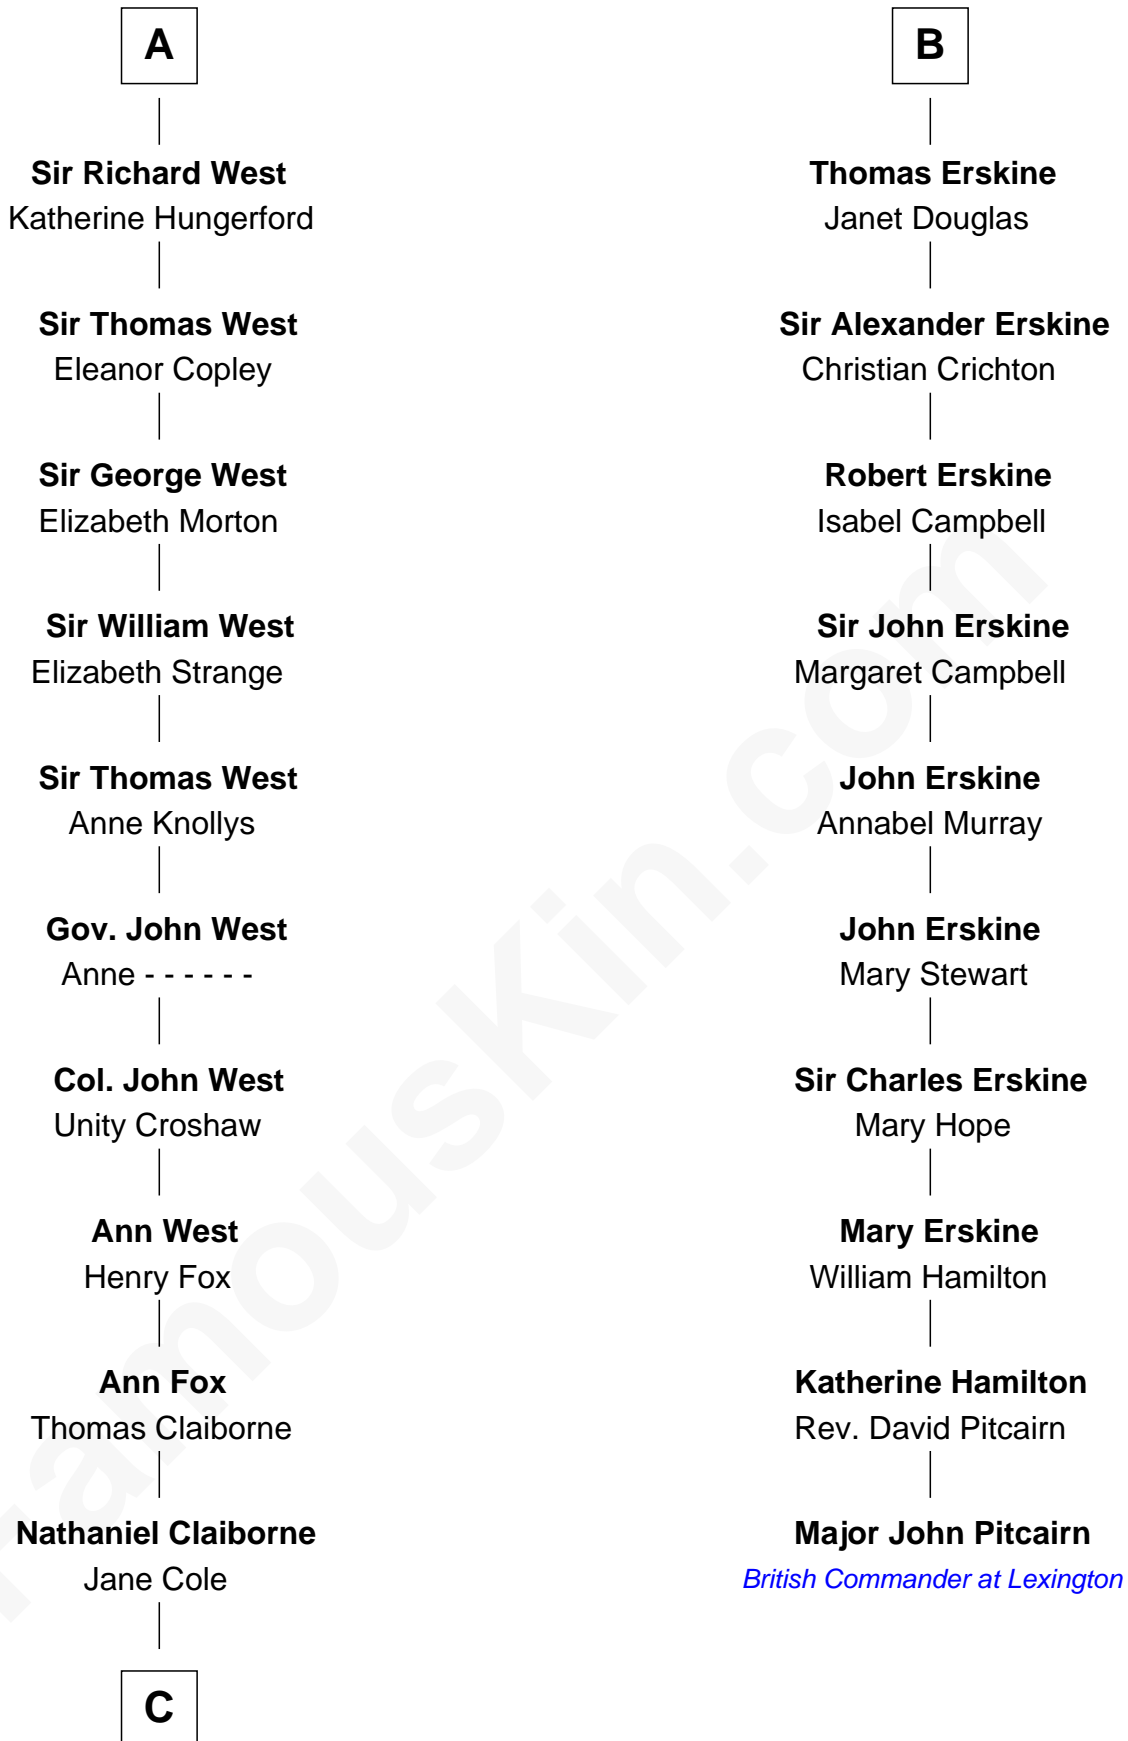 A
Sir Richard West
Katherine Hungerford
Sir Thomas West
Eleanor Copley
Sir George West
Elizabeth Morton
Sir William West
Elizabeth Strange
Sir Thomas West
Anne Knollys
Gov. John West
Anne - - - - - -
Col. John West
Unity Croshaw
Ann West
Henry Fox
Ann Fox
Thomas Claiborne
Nathaniel Claiborne
Jane Cole
C
B
Thomas Erskine
Janet Douglas
Sir Alexander Erskine
Christian Crichton
Robert Erskine
Isabel Campbell
Sir John Erskine
Margaret Campbell
John Erskine
Annabel Murray
John Erskine
Mary Stewart
Sir Charles Erskine
Mary Hope
Mary Erskine
William Hamilton
Katherine Hamilton
Rev. David Pitcairn
Major John Pitcairn
British Commander at Lexington
FamousKin.com